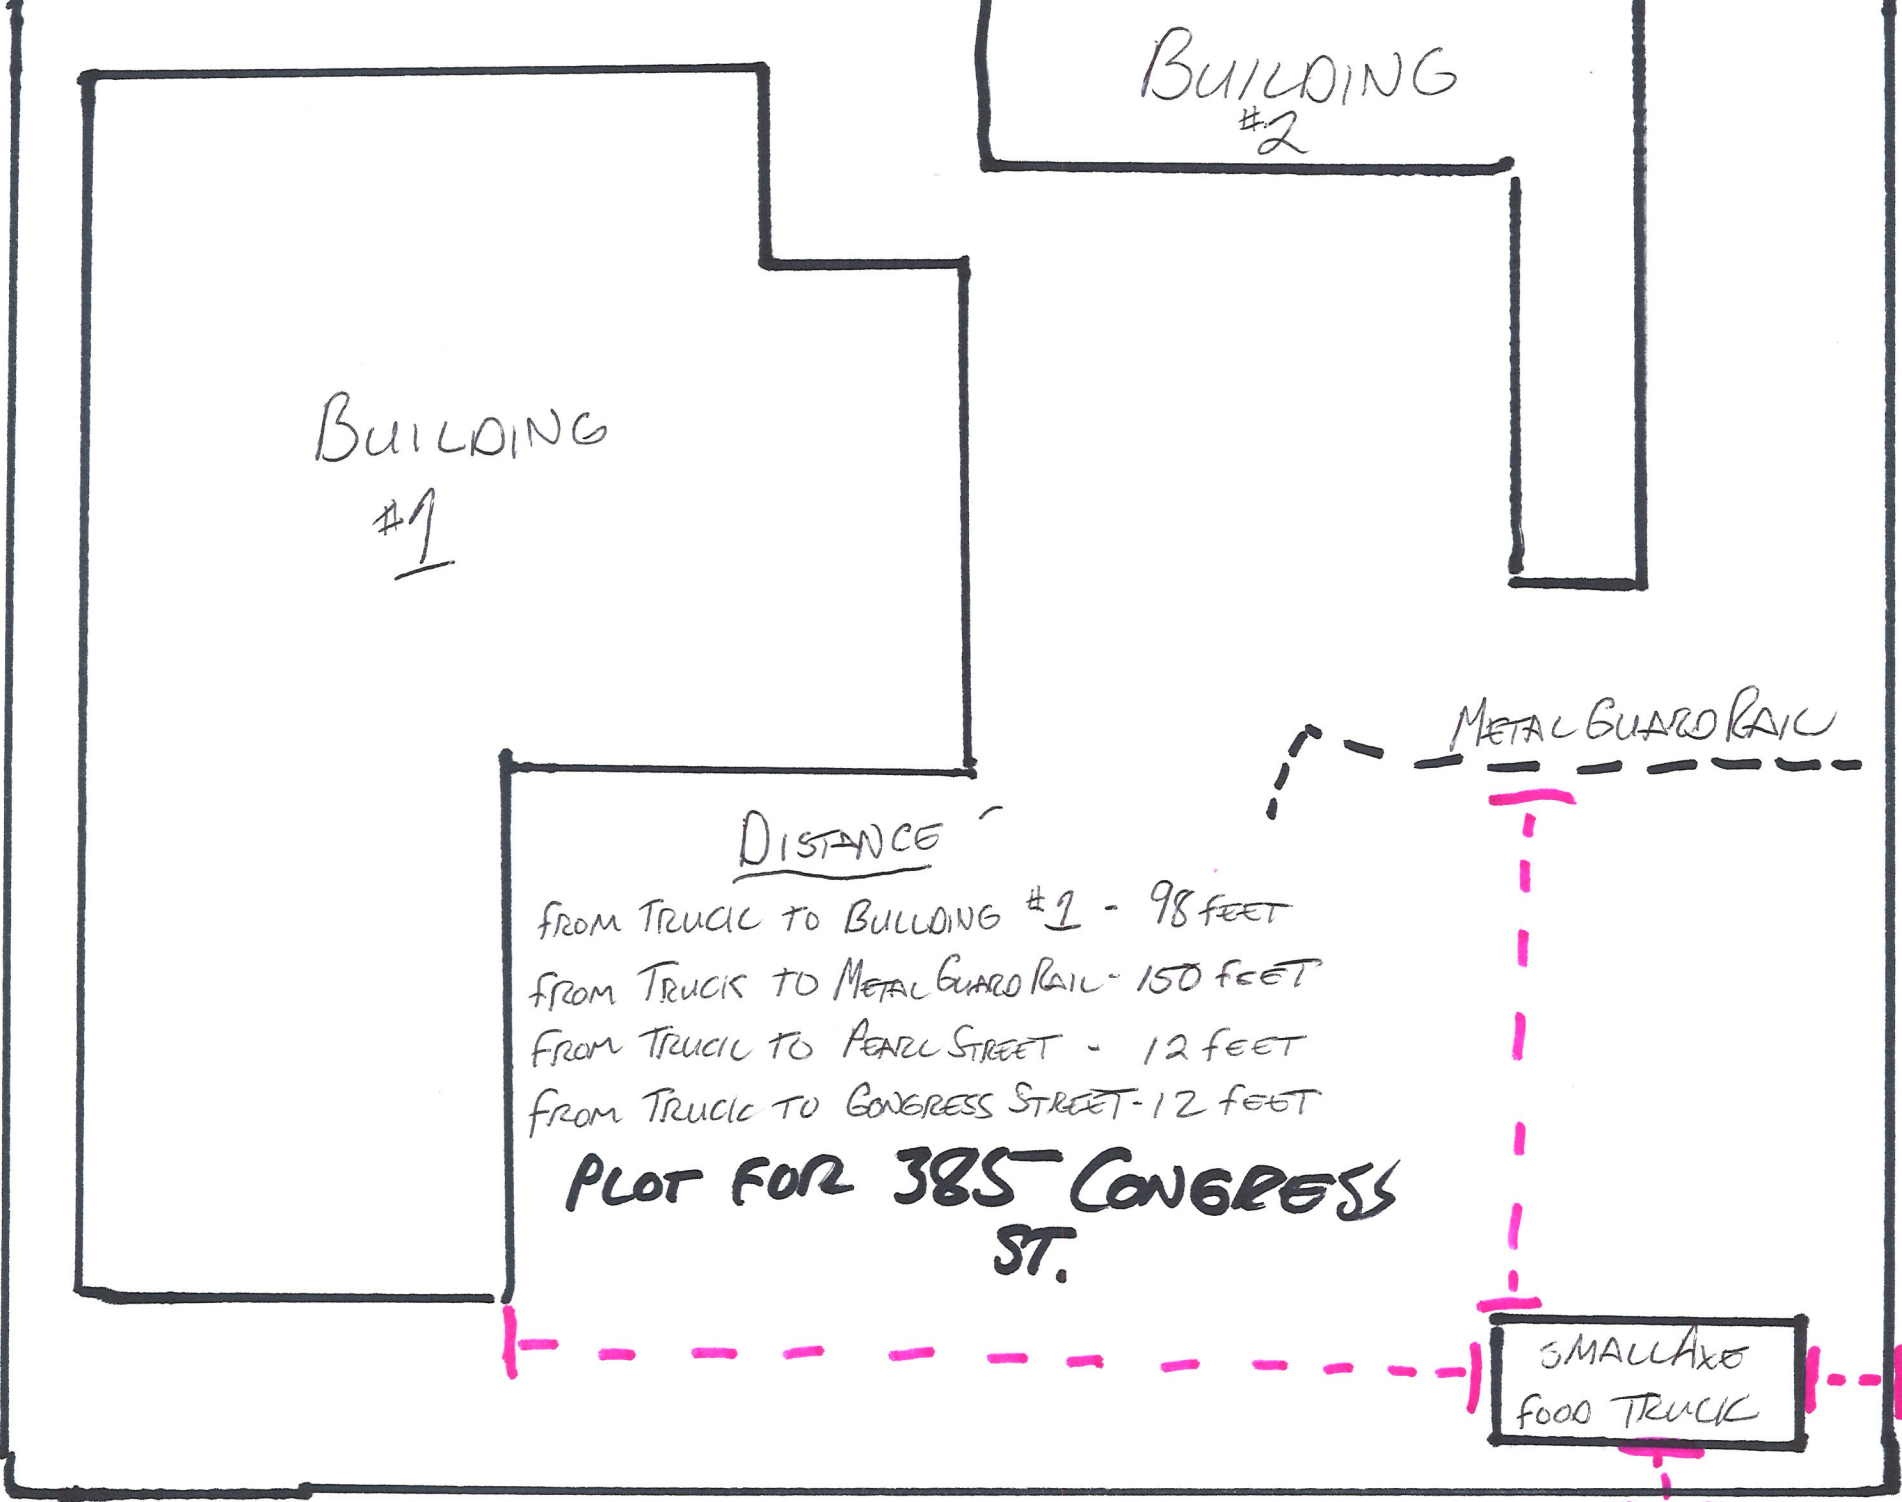 BUILDING
#2
BUILDING
#1
METAL GUARD RAIL
DISTANCE
FROM TRUCK TO BUILDING #1 - 98 FEET
FROM TRUCK TO METAL GUARD RAIL - 150 FEET
FROM TRUCK TO PEARL STREET - 12 FEET
FROM TRUCK TO CONGRESS STREET - 12 FEET
PLOT FOR 385 CONGRESS
ST.
SMALL AXE
FOOD TRUCK